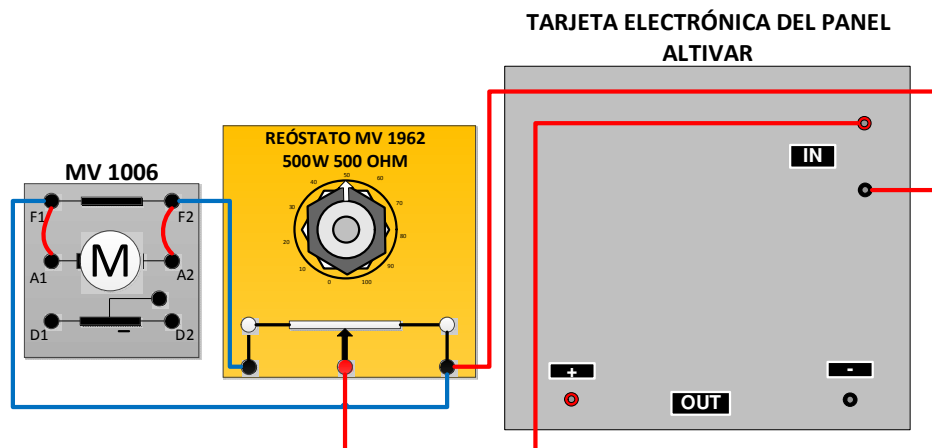 TARJETA ELECTRÓNICA DEL PANEL
ALTIVAR
REÓSTATO MV 1962
500W 500 OHM
MV 1006
F1
F2
M
A1
A2
D1
D2
0
10
20
30
40
50
60
70
80
90
100
IN
+
-
OUT